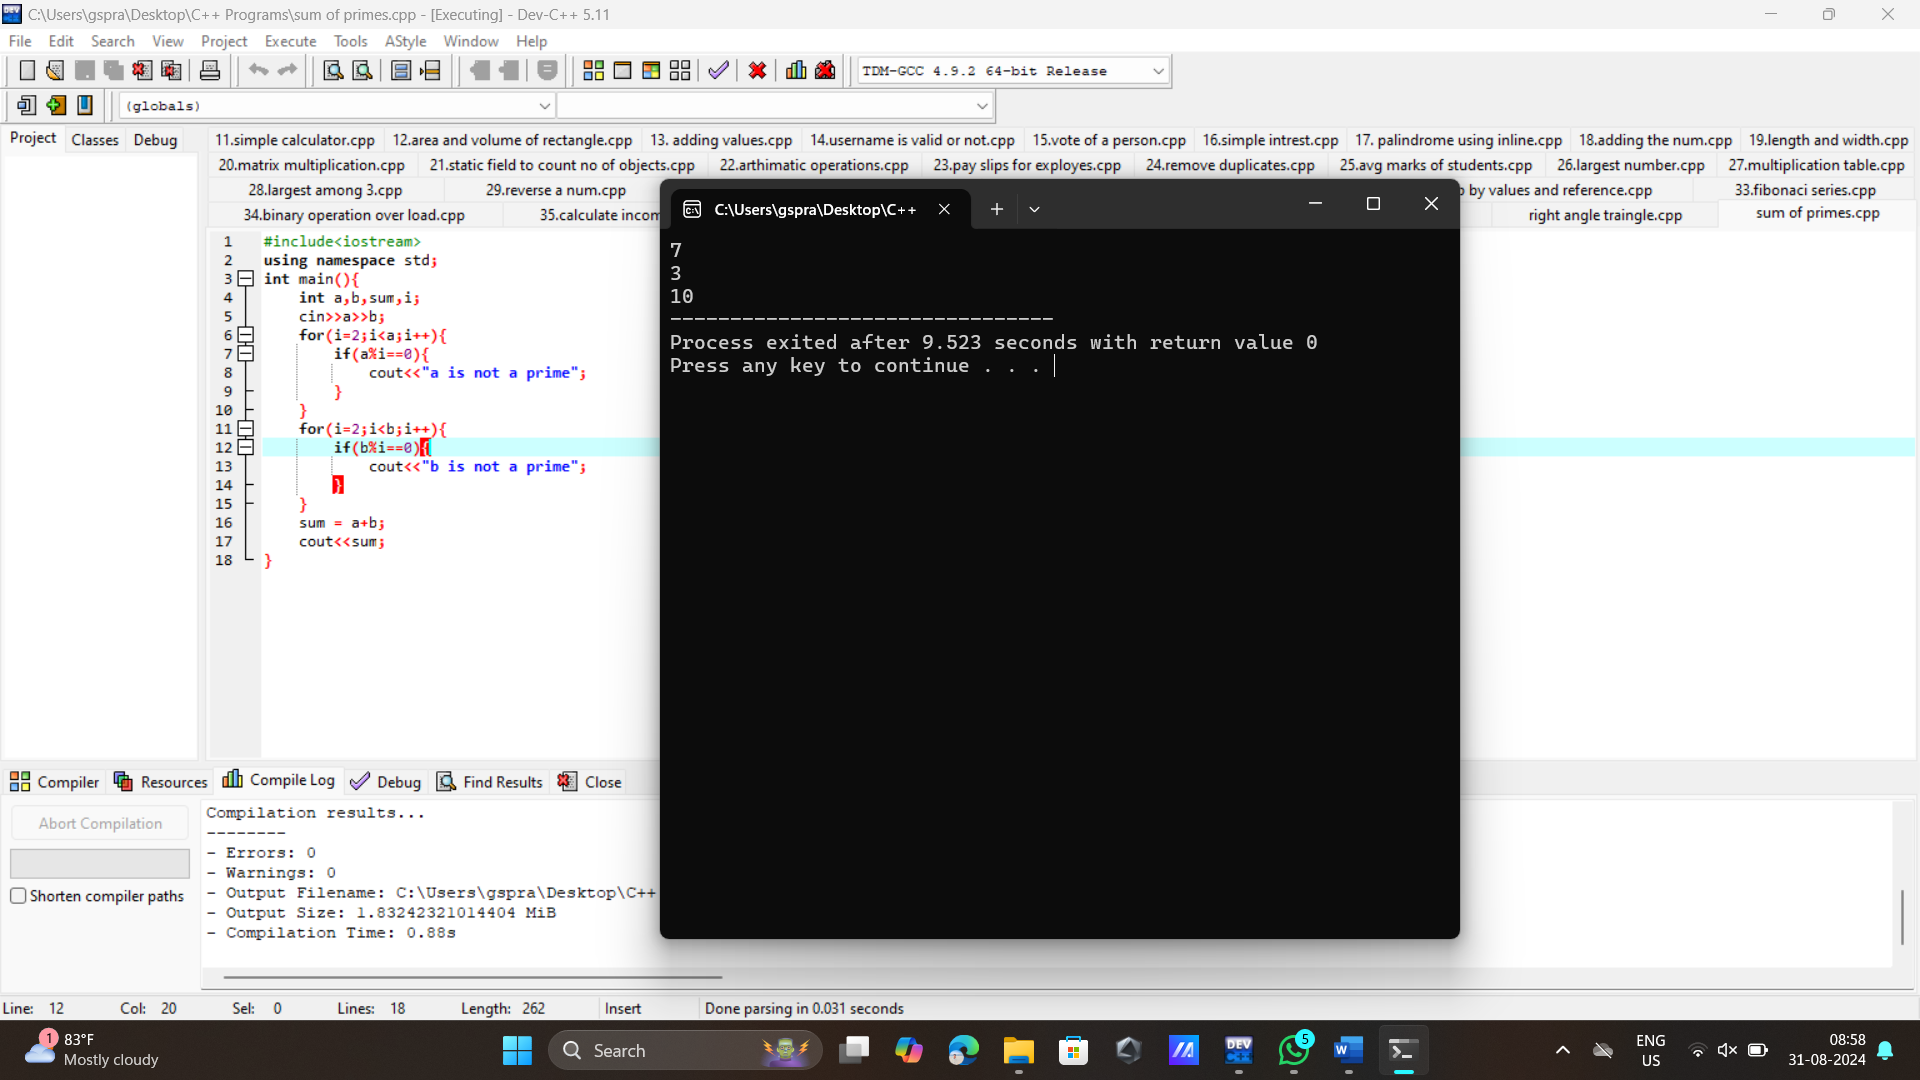 C:\Users\gspra\Desktop\C++ Programs\sum of primes.cpp - [Executing] - Dev-C++ 5.11
File Edit Search View Project Execute Tools AStyle Window Help
TDM-GCC 4.9.2 64-bit Release
(globals)
Project Classes Debug
11.simple calculator.cpp 12.area and volume of rectangle.cpp 13. adding values.cpp 14.username is valid or not.cpp 15.vote of a person.cpp 16.simple intrest.cpp 17. palindrome using inline.cpp 18.adding the num.cpp 19.length and width.cpp
20.matrix multiplication.cpp 21.static field to count no of objects.cpp 22.arthimatic operations.cpp 23.pay slips for exployes.cpp 24.remove duplicates.cpp 25.avg marks of students.cpp 26.largest number.cpp 27.multiplication table.cpp
28.largest among 3.cpp 29.reverse a num.cpp by values and reference.cpp 33.fibonaci series.cpp
34.binary operation over load.cpp 35.calculate incom right angle traingle.cpp sum of primes.cpp
1 #include<iostream>
2 using namespace std;
3 int main(){
4 int a,b,sum,i;
5 cin>>a>>b;
6 for(i=2;i<a;i++){
7 if(a%i==0){
8 cout<<"a is not a prime";
9 }
10 }
11 for(i=2;i<b;i++){
12 if(b%i==0){
13 cout<<"b is not a prime";
14 }
15 }
16 sum = a+b;
17 cout<<sum;
18 }
C:\Users\gspra\Desktop\C++
7
3
10
--------------------------------
Process exited after 9.523 seconds with return value 0
Press any key to continue . . .
Compiler Resources Compile Log Debug Find Results Close
Abort Compilation
Shorten compiler paths
Compilation results...
--------
- Errors: 0
- Warnings: 0
- Output Filename: C:\Users\gspra\Desktop\C++
- Output Size: 1.83242321014404 MiB
- Compilation Time: 0.88s
Line: 12 Col: 20 Sel: 0 Lines: 18 Length: 262 Insert Done parsing in 0.031 seconds
1
83°F
Mostly cloudy
Search
DEV
5
W
ENG
US
08:58
31-08-2024